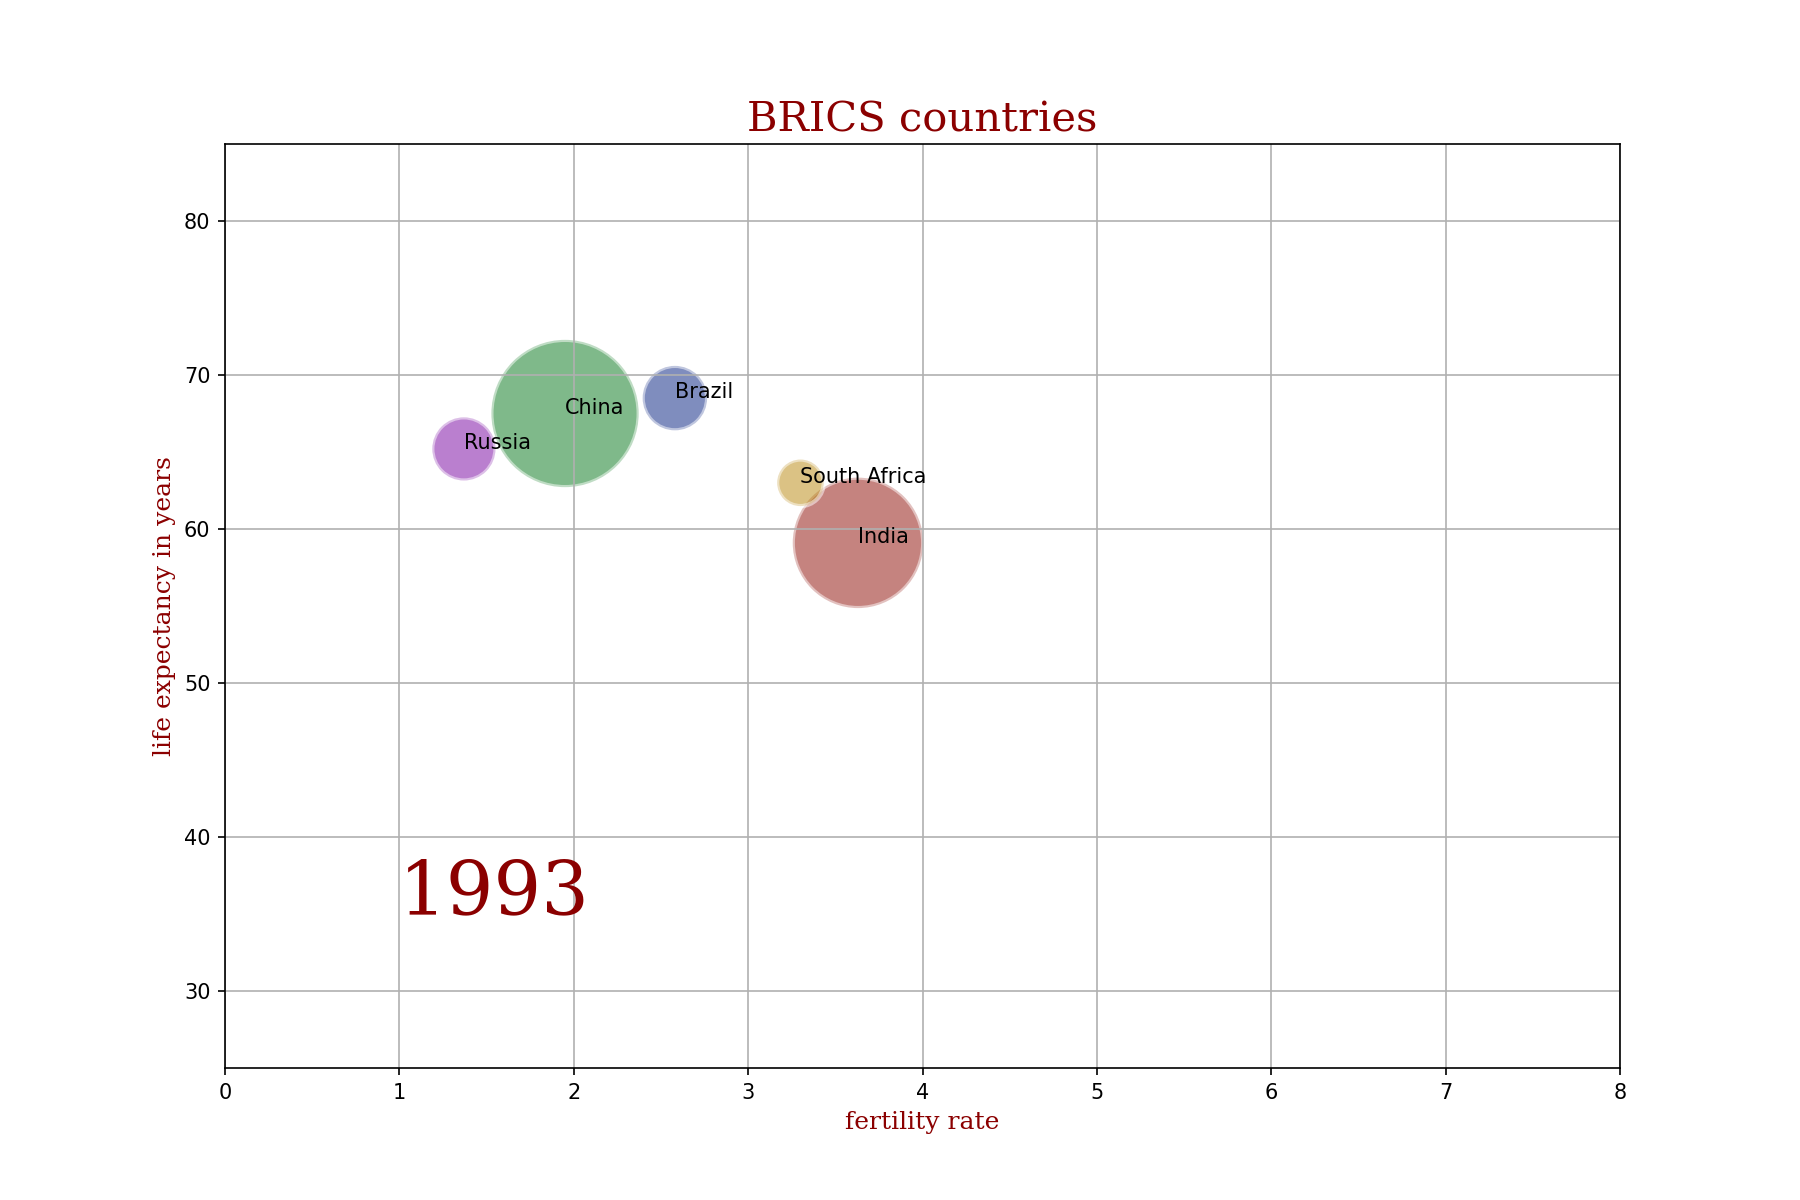 BRICS countries
80
70
60
50
40
30
life expectancy in years
Brazil
China
Russia
South Africa
India
1993
0 1 2 3 4 5 6 7 8
fertility rate